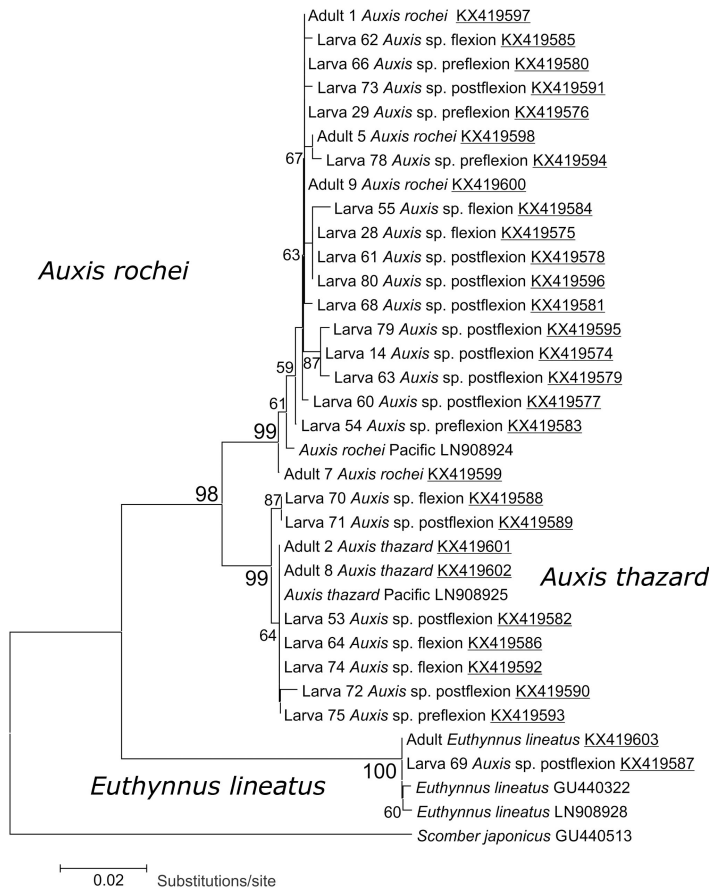 Adult 1 Auxis rochei KX419597
Larva 62 Auxis sp. flexion KX419585
Larva 66 Auxis sp. preflexion KX419580
Larva 73 Auxis sp. postflexion KX419591
Larva 29 Auxis sp. preflexion KX419576
Adult 5 Auxis rochei KX419598
67
Larva 78 Auxis sp. preflexion KX419594
Adult 9 Auxis rochei KX419600
Larva 55 Auxis sp. flexion KX419584
Larva 28 Auxis sp. flexion KX419575
63
Larva 61 Auxis sp. postflexion KX419578
Auxis rochei
Larva 80 Auxis sp. postflexion KX419596
Larva 68 Auxis sp. postflexion KX419581
Larva 79 Auxis sp. postflexion KX419595
Larva 14 Auxis sp. postflexion KX419574
59
87
Larva 63 Auxis sp. postflexion KX419579
61
Larva 60 Auxis sp. postflexion KX419577
Larva 54 Auxis sp. preflexion KX419583
99
Auxis rochei Pacific LN908924
Adult 7 Auxis rochei KX419599
98
87
Larva 70 Auxis sp. flexion KX419588
Larva 71 Auxis sp. postflexion KX419589
Adult 2 Auxis thazard KX419601
99
Adult 8 Auxis thazard KX419602
Auxis thazard
Auxis thazard Pacific LN908925
Larva 53 Auxis sp. postflexion KX419582
64
Larva 64 Auxis sp. flexion KX419586
Larva 74 Auxis sp. flexion KX419592
Larva 72 Auxis sp. postflexion KX419590
Larva 75 Auxis sp. preflexion KX419593
Adult Euthynnus lineatus KX419603
100
Larva 69 Auxis sp. postflexion KX419587
Euthynnus lineatus
Euthynnus lineatus GU440322
60
Euthynnus lineatus LN908928
Scomber japonicus GU440513
0.02
Substitutions/site